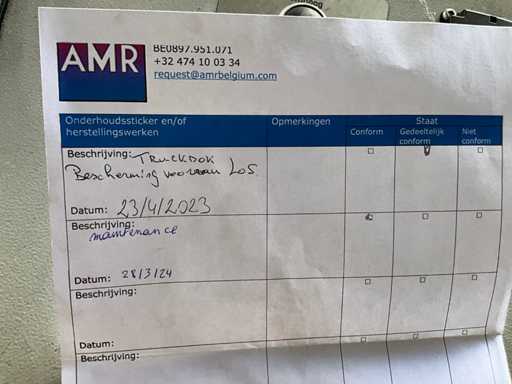 AMR
BE0897.951.071
+32 474 10 03 34
request@amrbelgium.com
Onderhoudssticker en/of
herstellingswerken
Opmerkingen
Staat
Conform
Gedeeltelijk
conform
Niet
conform
Beschrijving: TRUCKDOK
Bescherming vooraan LOS
Datum: 23/4/2023
Beschrijving:
maintenance
Datum: 28/3/24
Beschrijving:
Datum:
Beschrijving: